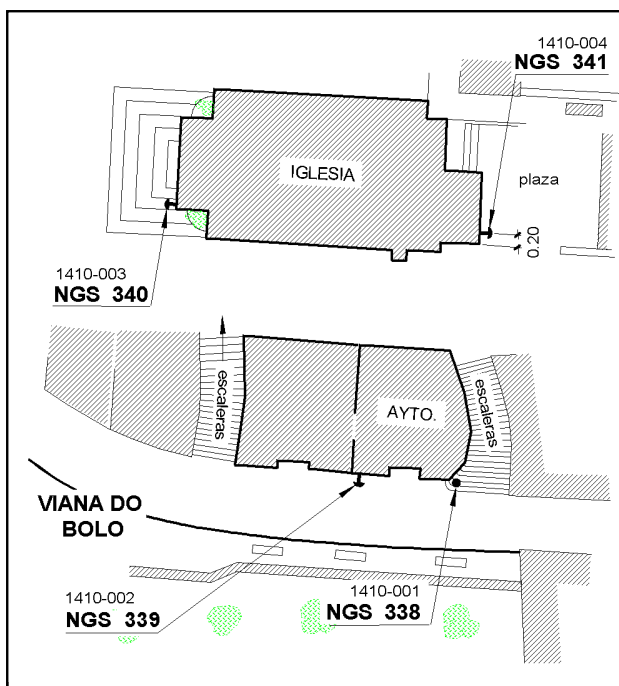 1410-004
NGS 341
IGLESIA
plaza
0.20
1410-003
NGS 340
escaleras
AYTO.
escaleras
VIANA DO
BOLO
1410-002
NGS 339
1410-001
NGS 338